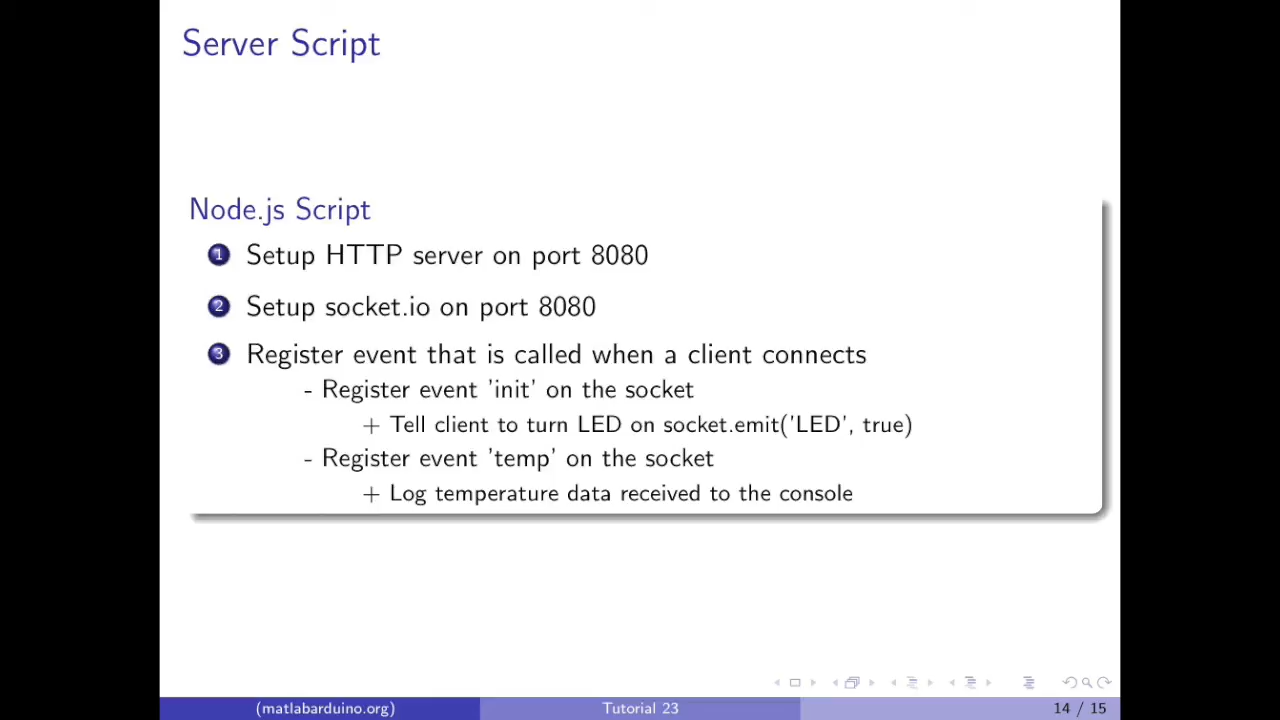 Server Script
Node.js Script
1 Setup HTTP server on port 8080
2 Setup socket.io on port 8080
3 Register event that is called when a client connects
- Register event 'init' on the socket
+ Tell client to turn LED on socket.emit('LED', true)
- Register event 'temp' on the socket
+ Log temperature data received to the console
(matlabarduino.org) Tutorial 23 14 / 15